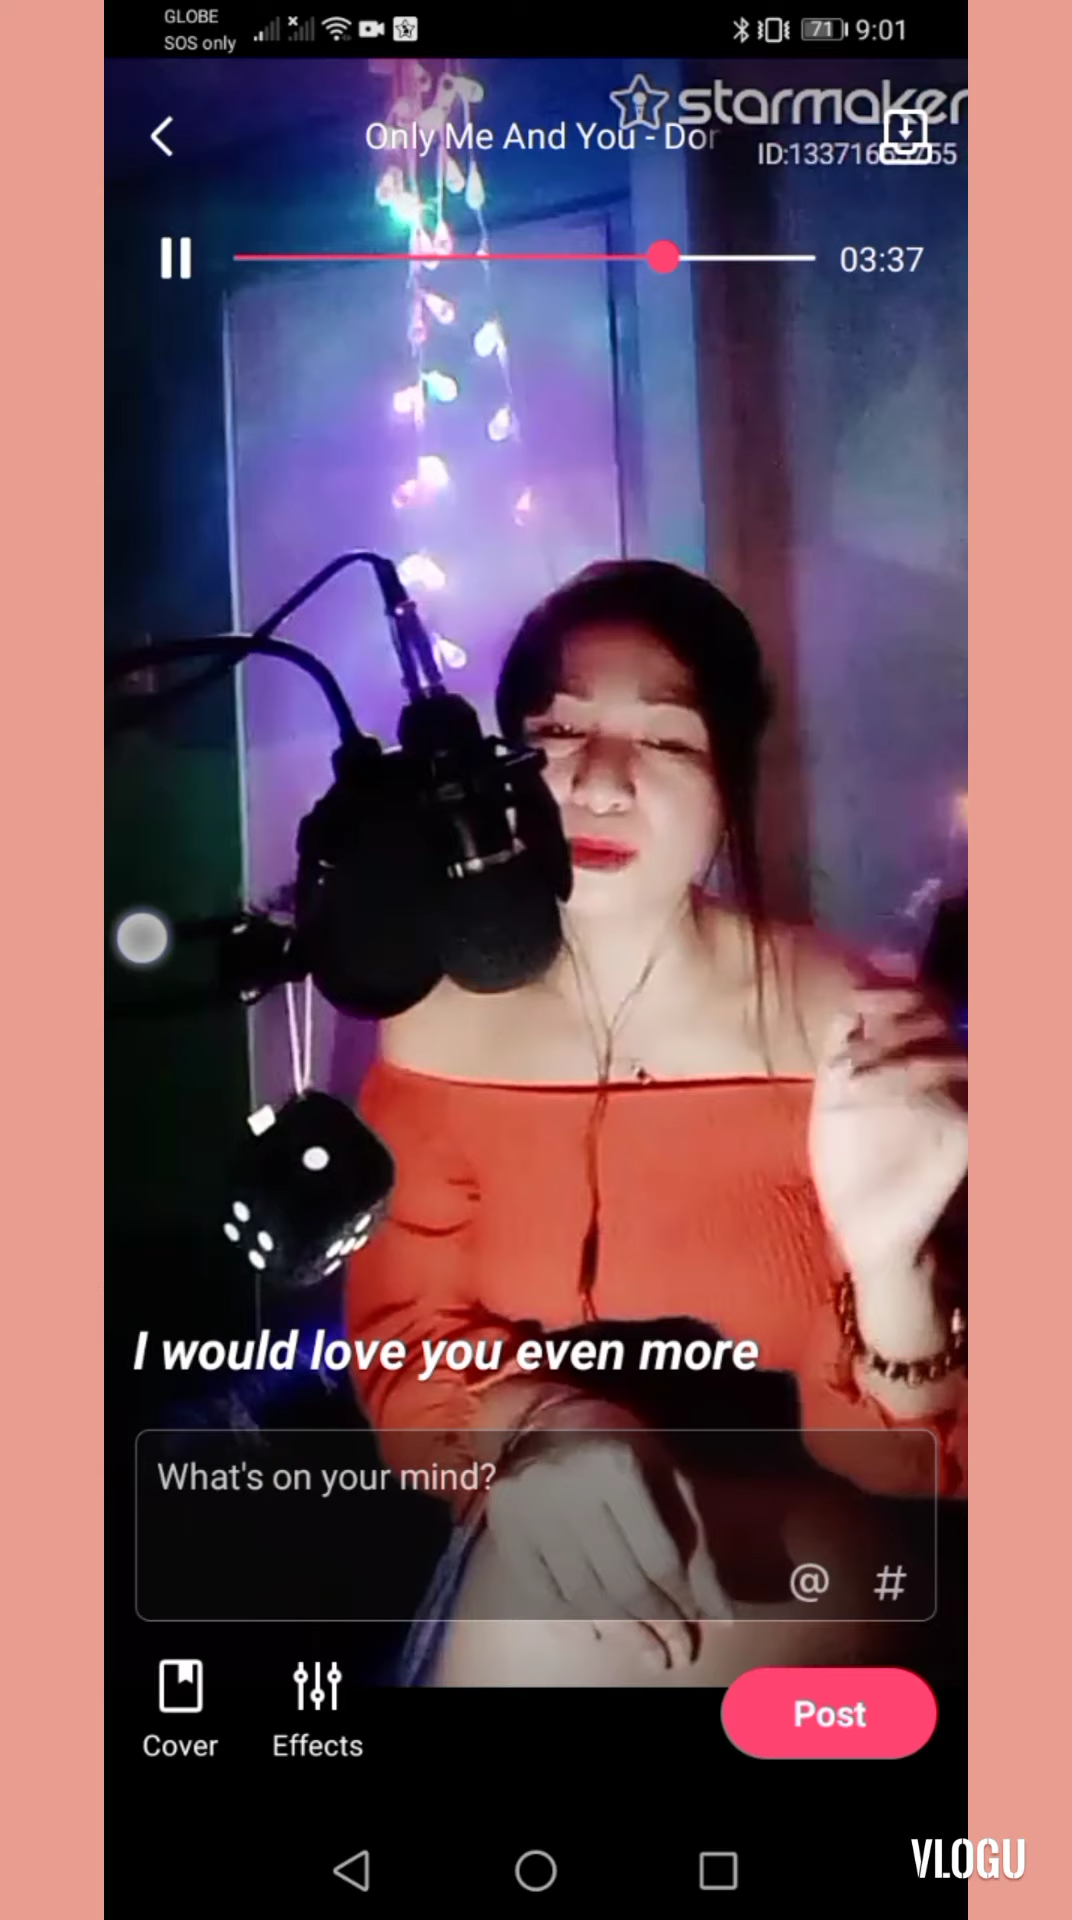 GLOBE
SOS only
71
9:01
starmaker
Only Me And You - Dor
03:37
I would love you even more
What's on your mind?
@ #
Cover
Effects
Post
VLOGU